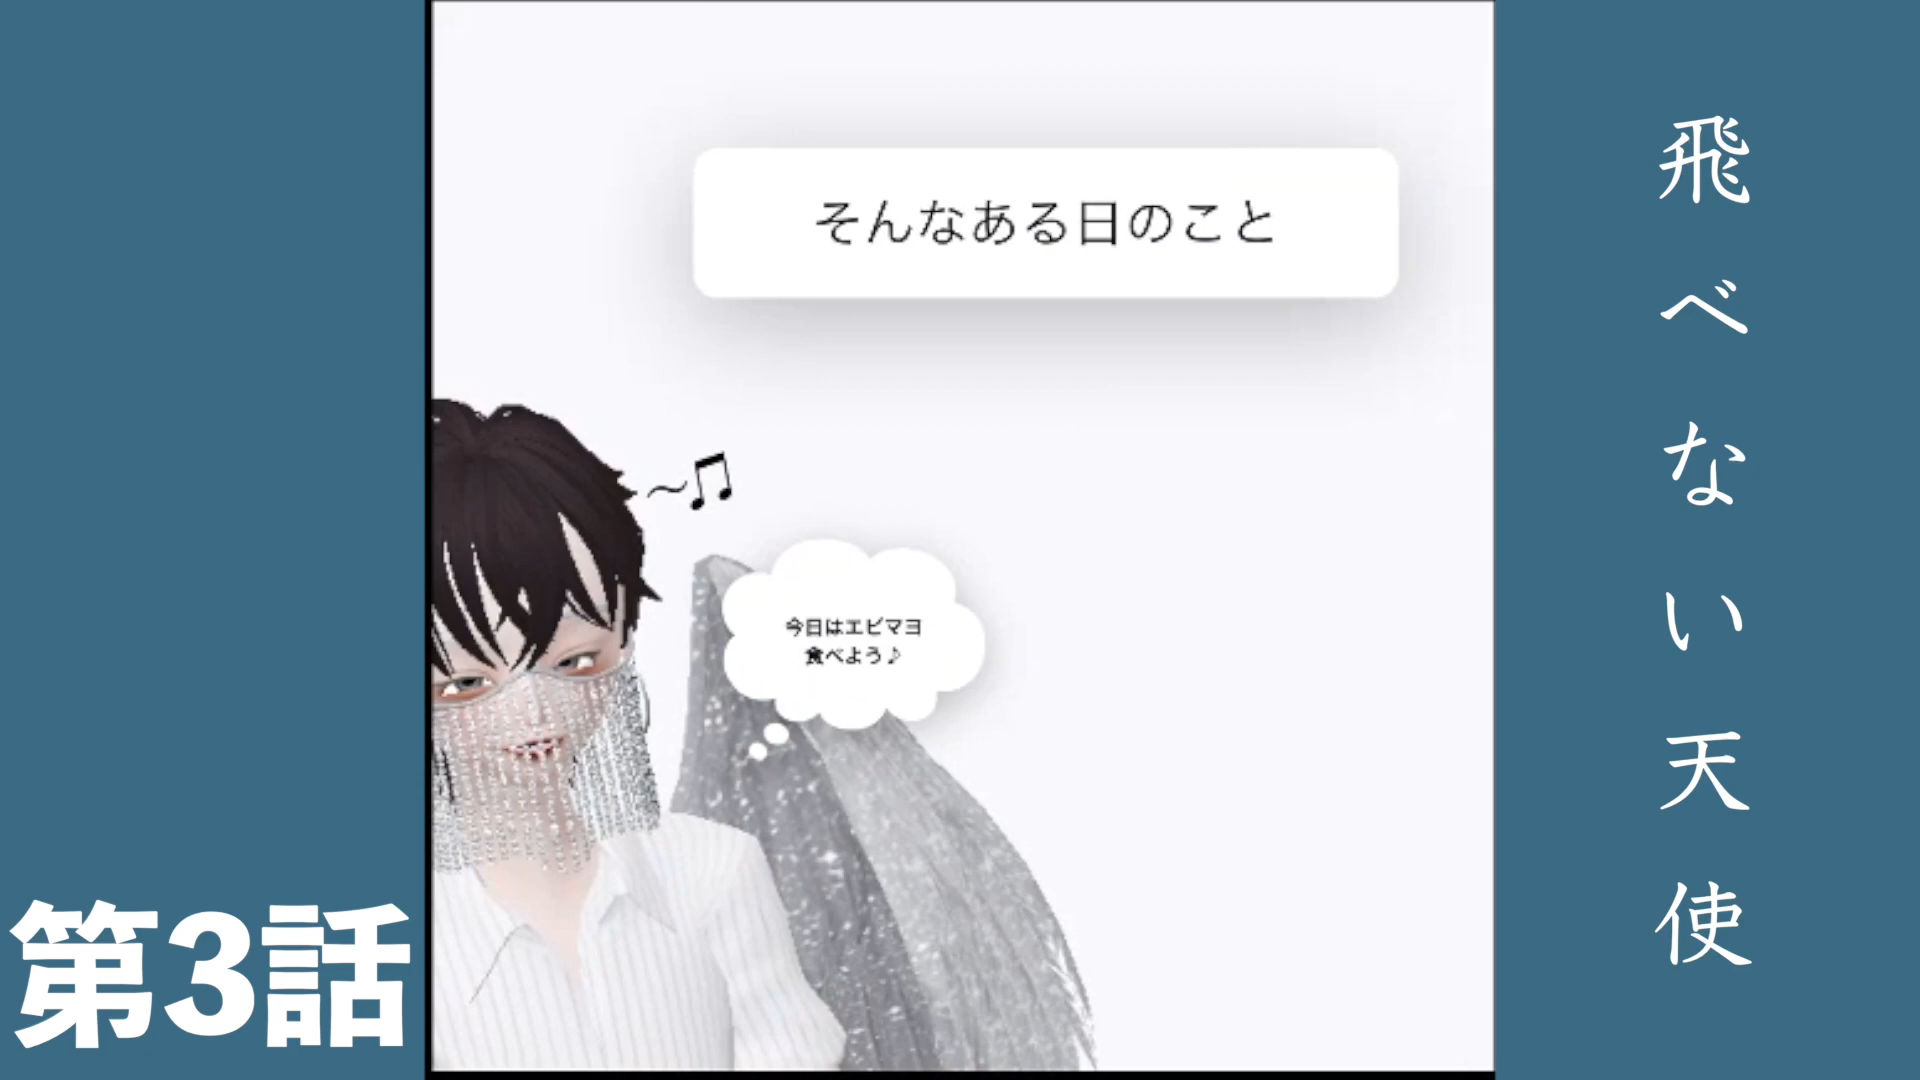 飛べない天使
そんなある日のこと
~♫
今日はエビマヨ
食べよう♪
第3話